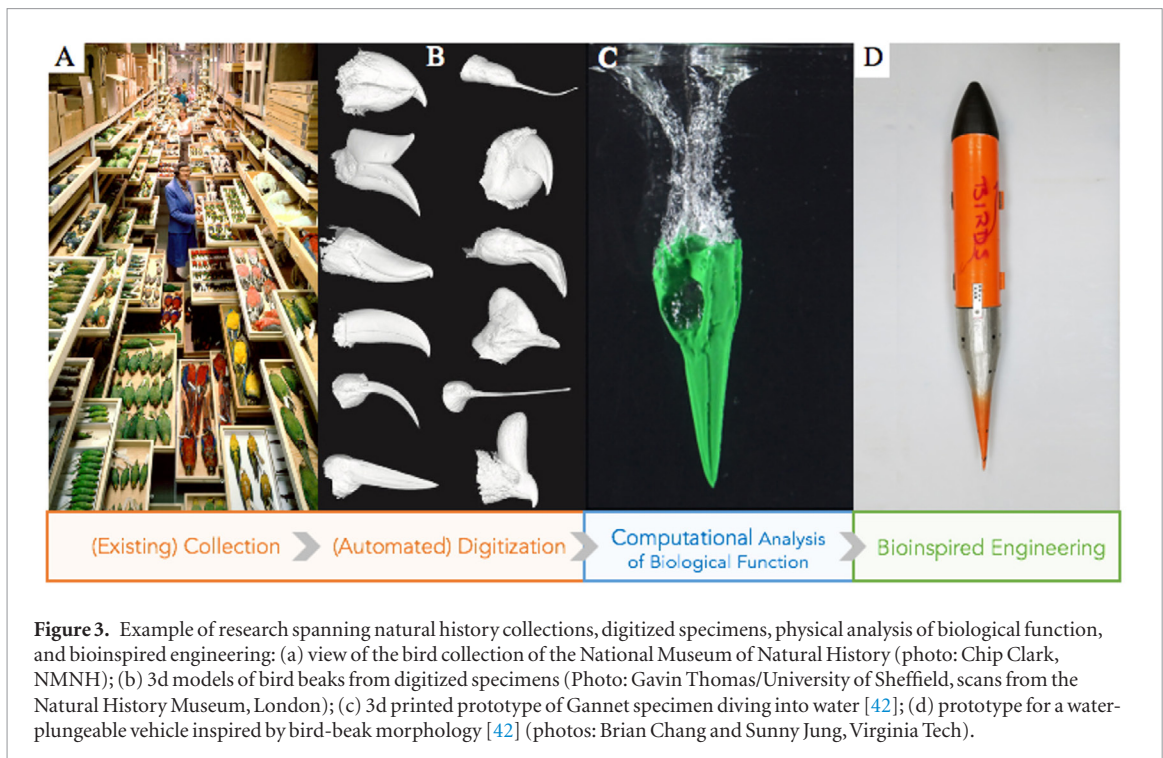 A
B
C
D
BIRDS
(Existing) Collection
(Automated) Digitization
Computational Analysis
of Biological Function
Bioinspired Engineering
Figure 3. Example of research spanning natural history collections, digitized specimens, physical analysis of biological function,
and bioinspired engineering: (a) view of the bird collection of the National Museum of Natural History (photo: Chip Clark,
NMNH); (b) 3d models of bird beaks from digitized specimens (Photo: Gavin Thomas/University of Sheffield, scans from the
Natural History Museum, London); (c) 3d printed prototype of Gannet specimen diving into water [42]; (d) prototype for a water-
plungeable vehicle inspired by bird-beak morphology [42] (photos: Brian Chang and Sunny Jung, Virginia Tech).